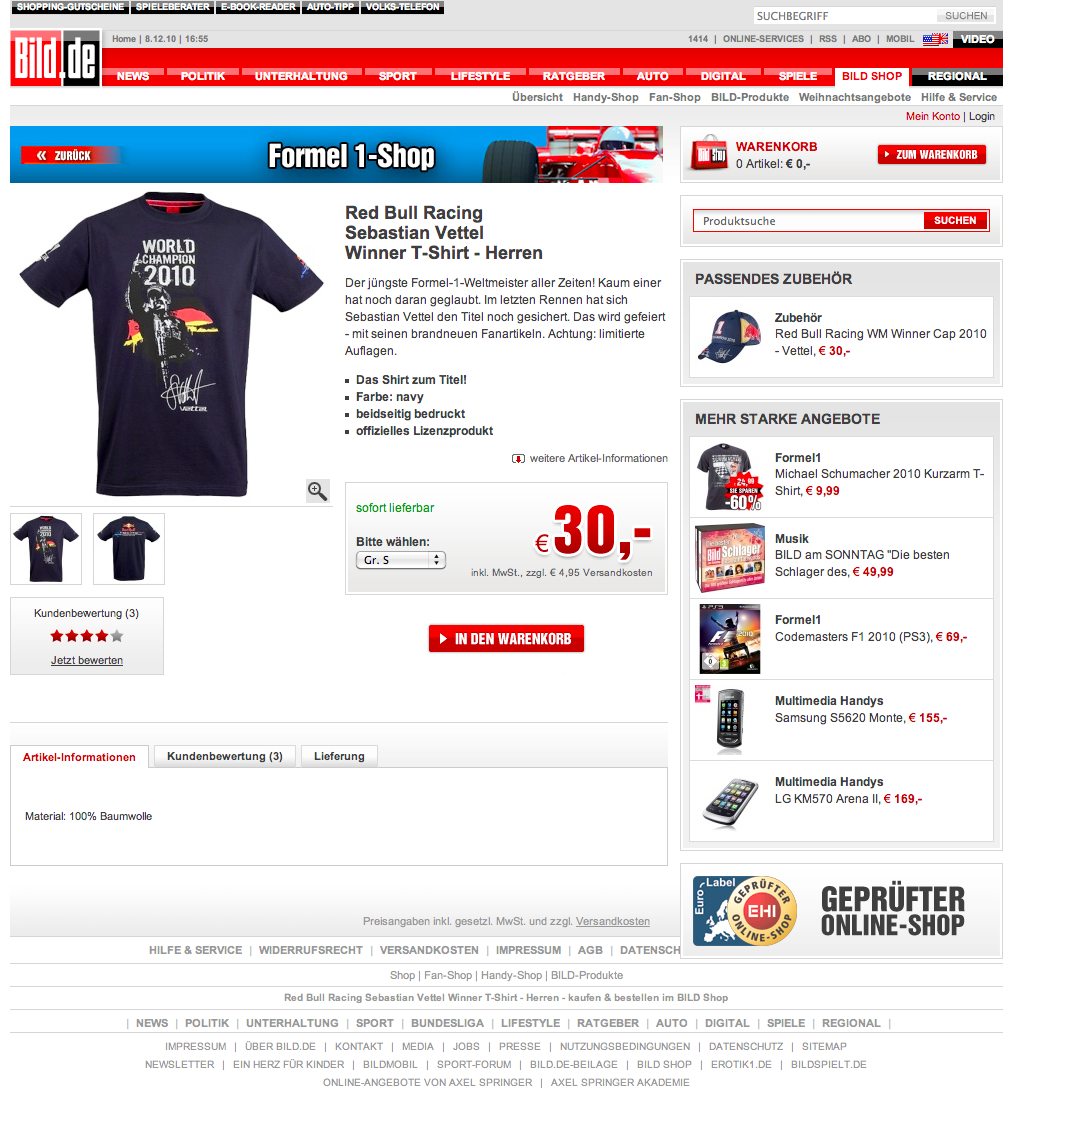 SHOPPING-GUTSCHEINE SPIELEBERATER E-BOOK-READER AUTO-TIPP VOLKS-TELEFON
SUCHBEGRIFF SUCHEN
Bild.de
Home | 8.12.10 | 16:55
1414 | ONLINE-SERVICES | RSS | ABO | MOBIL VIDEO
NEWS POLITIK UNTERHALTUNG SPORT LIFESTYLE RATGEBER AUTO DIGITAL SPIELE BILD SHOP REGIONAL
Übersicht Handy-Shop Fan-Shop BILD-Produkte Weihnachtsangebote Hilfe & Service
Mein Konto | Login
« ZURÜCK
Formel 1-Shop
Bild Shop
WARENKORB
0 Artikel: € 0,-
ZUM WARENKORB
WORLD
CHAMPION
2010
Vettel
Red Bull Racing
Sebastian Vettel
Winner T-Shirt - Herren
Der jüngste Formel-1-Weltmeister aller Zeiten! Kaum einer
hat noch daran geglaubt. Im letzten Rennen hat sich
Sebastian Vettel den Titel noch gesichert. Das wird gefeiert
- mit seinen brandneuen Fanartikeln. Achtung: limitierte
Auflagen.
Das Shirt zum Titel!
Farbe: navy
beidseitig bedruckt
offizielles Lizenzprodukt
weitere Artikel-Informationen
sofort lieferbar
Bitte wählen:
Gr. S
€30,-
inkl. MwSt., zzgl. € 4,95 Versandkosten
IN DEN WARENKORB
WORLD
CHAMPION
2010
Kundenbewertung (3)
Jetzt bewerten
Produktsuche SUCHEN
PASSENDES ZUBEHÖR
Zubehör
Red Bull Racing WM Winner Cap 2010
- Vettel, € 30,-
MEHR STARKE ANGEBOTE
24,99
SIE SPAREN
-60%
Formel1
Michael Schumacher 2010 Kurzarm T-
Shirt, € 9,99
Bild Schlager
Musik
BILD am SONNTAG "Die besten
Schlager des, € 49,99
PS3
2010
Formel1
Codemasters F1 2010 (PS3), € 69,-
Multimedia Handys
Samsung S5620 Monte, € 155,-
Multimedia Handys
LG KM570 Arena II, € 169,-
Artikel-Informationen Kundenbewertung (3) Lieferung
Material: 100% Baumwolle
Euro-Label
GEPRÜFTER
EHI
ONLINE-SHOP
GEPRÜFTER
ONLINE-SHOP
Preisangaben inkl. gesetzl. MwSt. und zzgl. Versandkosten
HILFE & SERVICE | WIDERRUFSRECHT | VERSANDKOSTEN | IMPRESSUM | AGB | DATENSCH
Shop | Fan-Shop | Handy-Shop | BILD-Produkte
Red Bull Racing Sebastian Vettel Winner T-Shirt - Herren - kaufen & bestellen im BILD Shop
| NEWS | POLITIK | UNTERHALTUNG | SPORT | BUNDESLIGA | LIFESTYLE | RATGEBER | AUTO | DIGITAL | SPIELE | REGIONAL |
IMPRESSUM | ÜBER BILD.DE | KONTAKT | MEDIA | JOBS | PRESSE | NUTZUNGSBEDINGUNGEN | DATENSCHUTZ | SITEMAP
NEWSLETTER | EIN HERZ FÜR KINDER | BILDMOBIL | SPORT-FORUM | BILD.DE-BEILAGE | BILD SHOP | EROTIK1.DE | BILDSPIELT.DE
ONLINE-ANGEBOTE VON AXEL SPRINGER | AXEL SPRINGER AKADEMIE